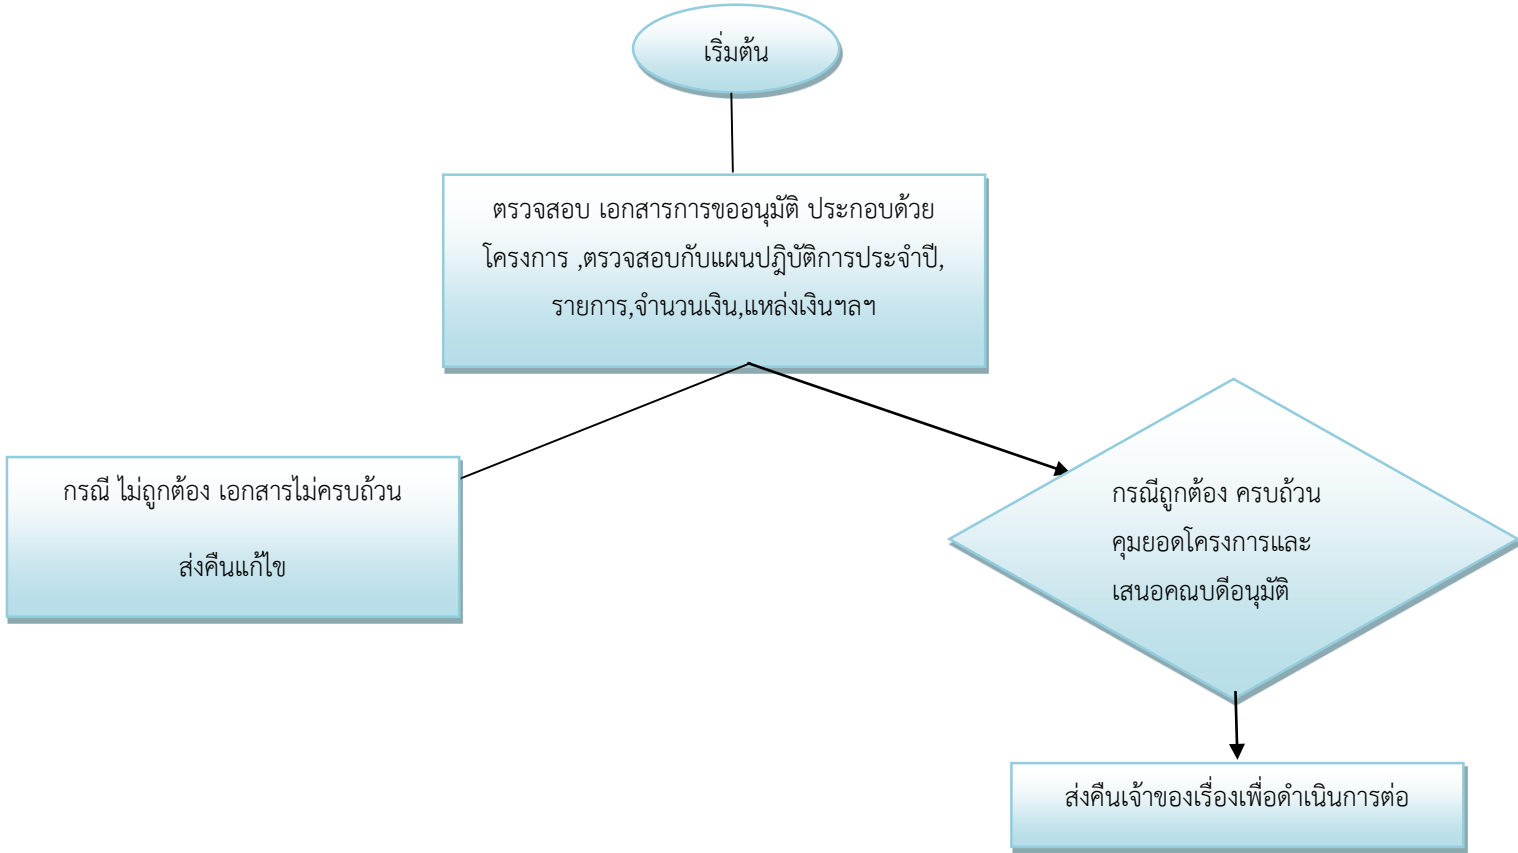 เริ่มต้น
ตรวจสอบ เอกสารการขออนุมัติ ประกอบด้วย
โครงการ ,ตรวจสอบกับแผนปฎิบัติการประจำปี,
รายการ,จำนวนเงิน,แหล่งเงินฯลฯ
กรณี ไม่ถูกต้อง เอกสารไม่ครบถ้วน
ส่งคืนแก้ไข
กรณีถูกต้อง ครบถ้วน
คุมยอดโครงการและ
เสนอคณบดีอนุมัติ
ส่งคืนเจ้าของเรื่องเพื่อดำเนินการต่อ